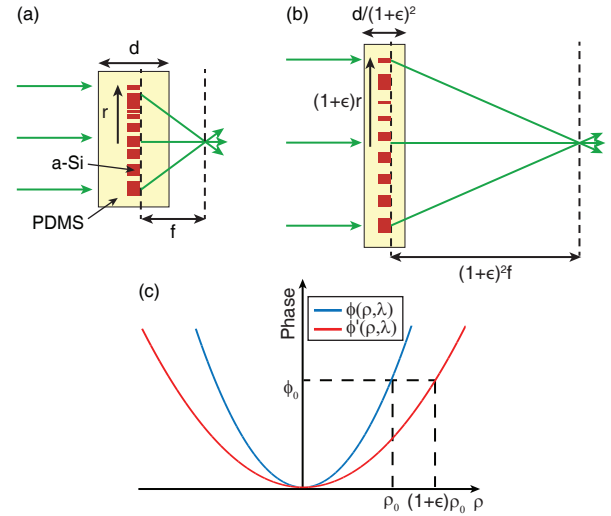 (a)
d
r
a-Si
PDMS
f
(b)
d/(1+ϵ)²
(1+ϵ)r
(1+ϵ)²f
(c)
Phase
ϕ(ρ,λ)
ϕ'(ρ,λ)
ϕ₀
ρ₀ (1+ϵ)ρ₀ ρ